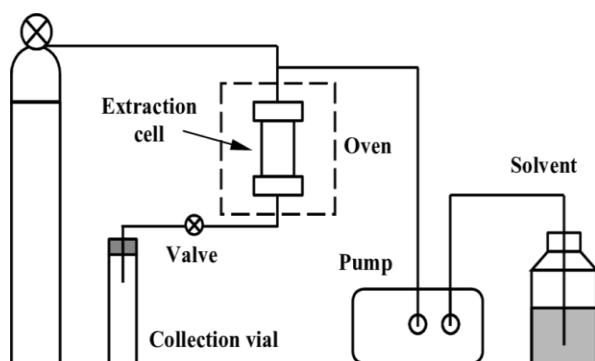 Extraction
cell
Oven
Solvent
Valve
Pump
Collection vial